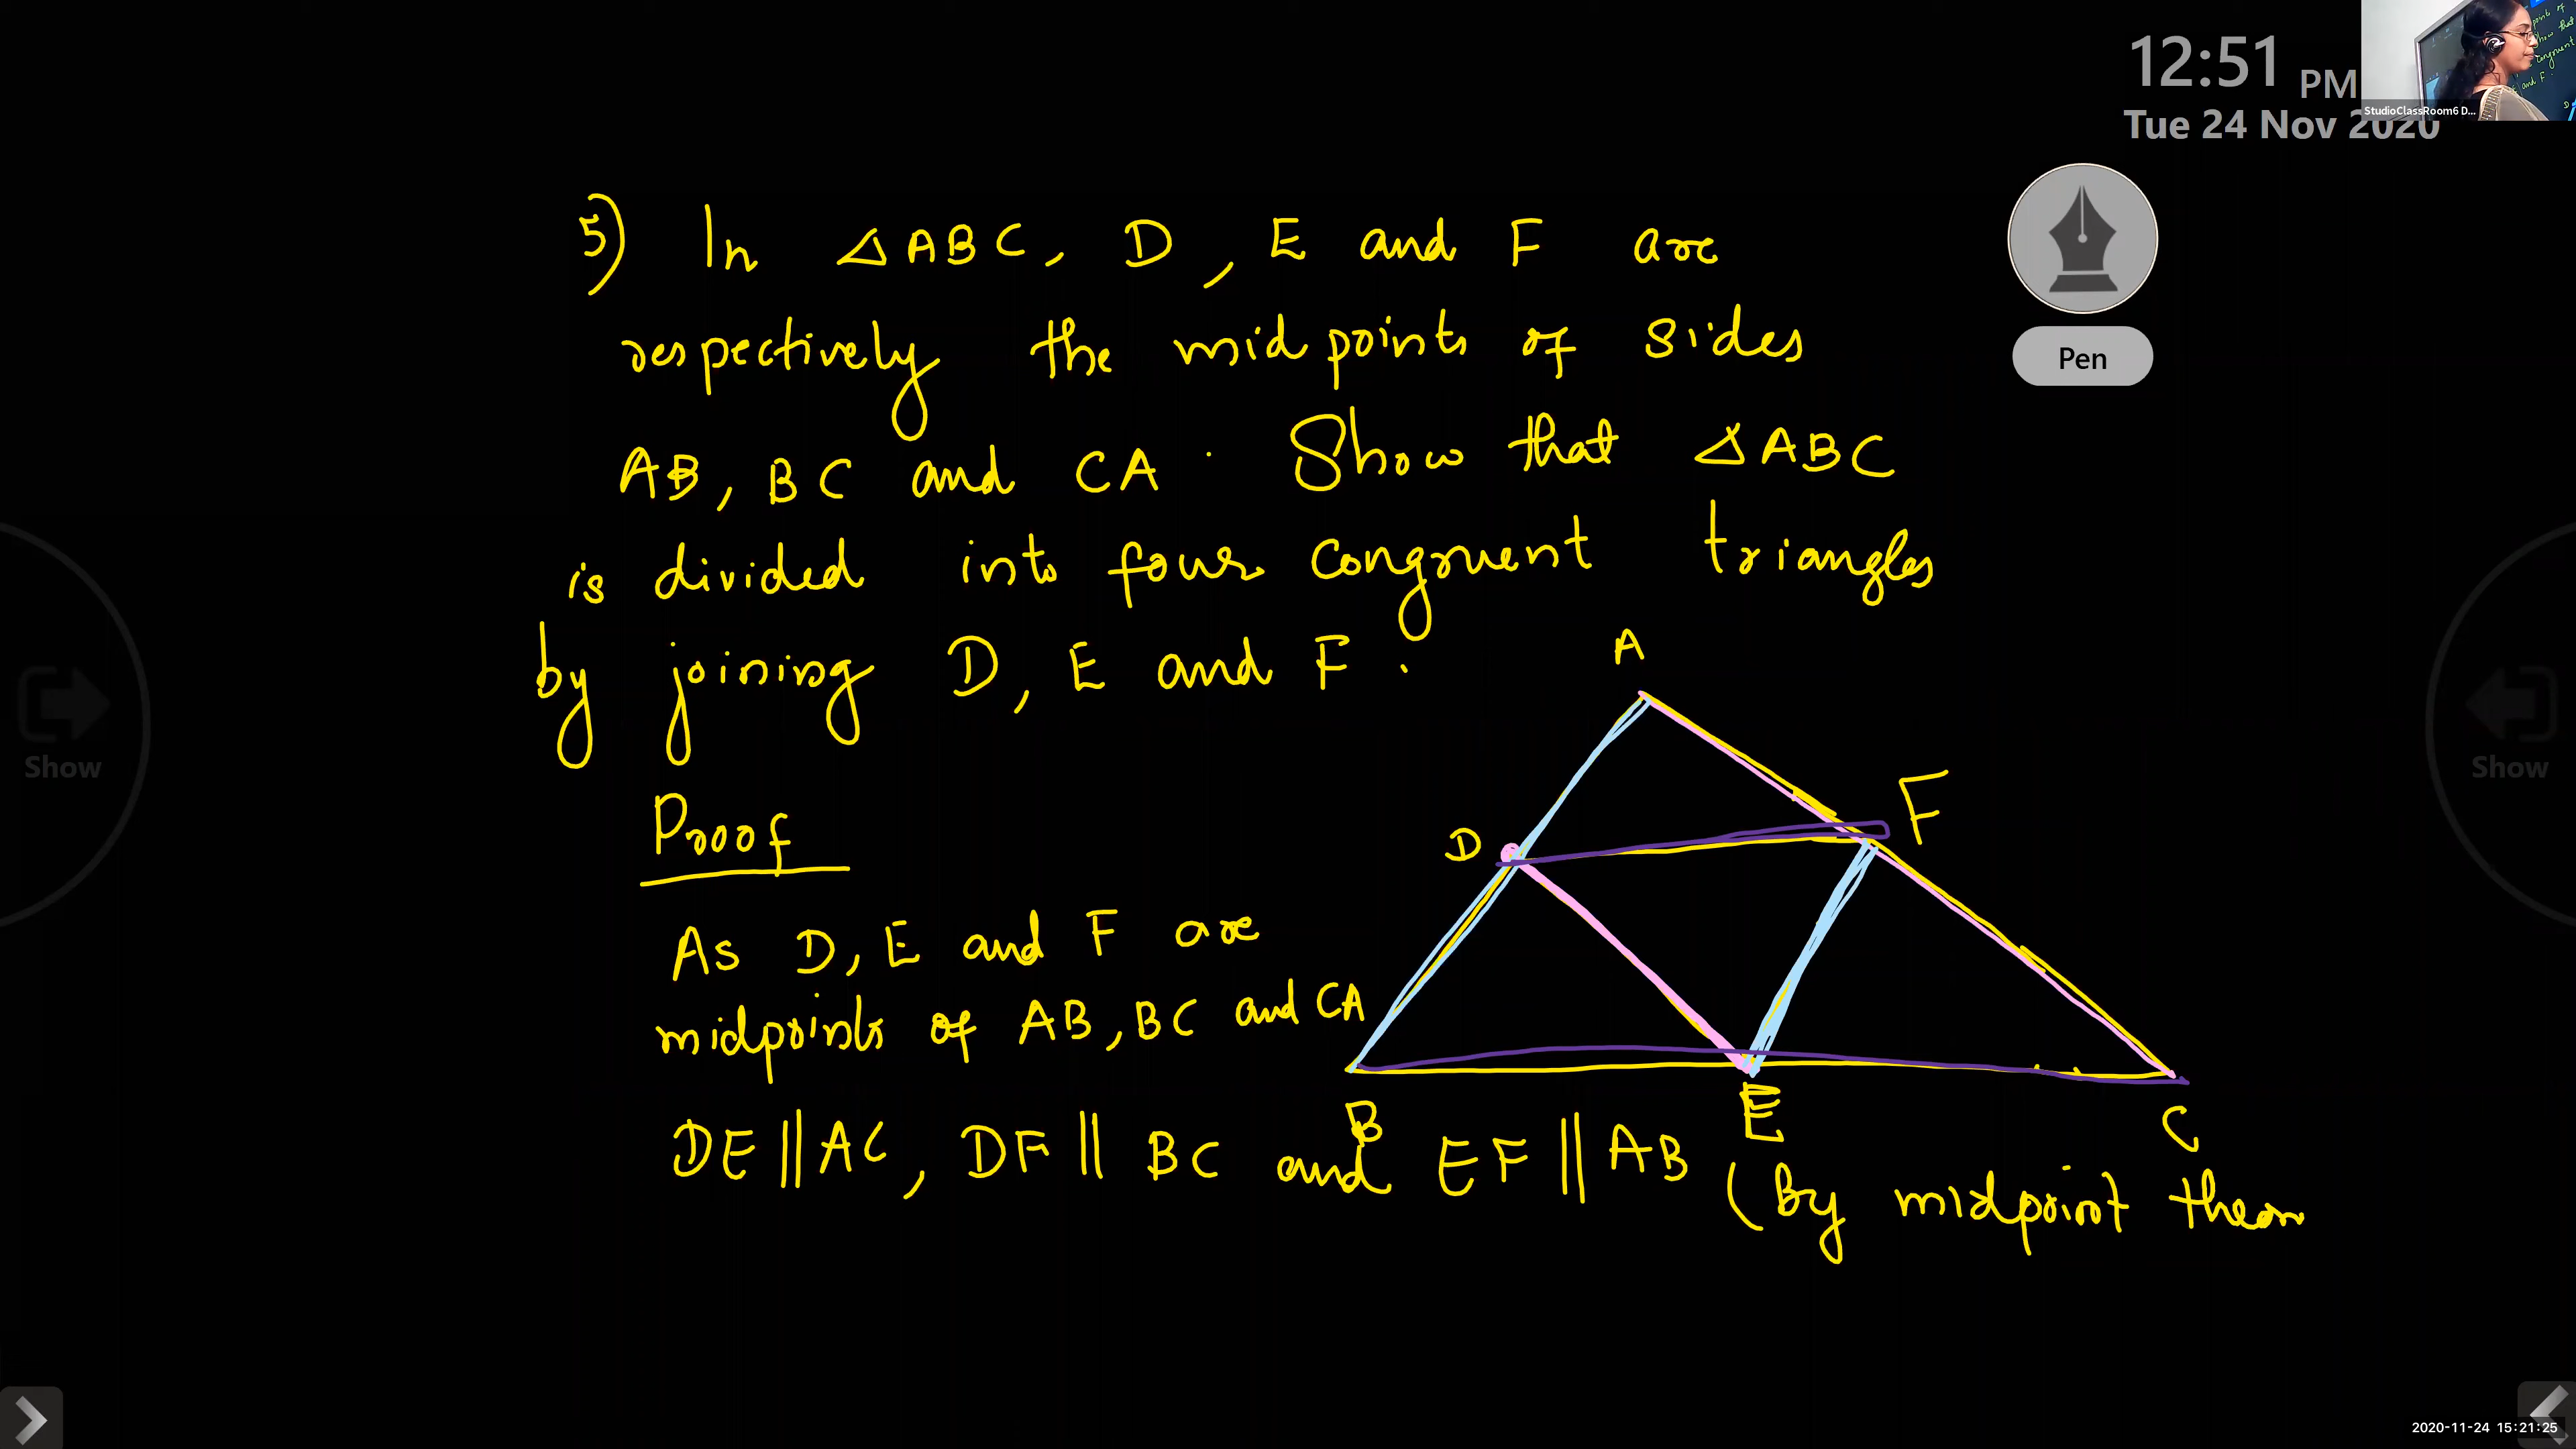 12:51 PM
Tue 24 Nov 2020
StudioClassRoom6 D...
Pen
5) In △ABC, D, E and F are
respectively the midpoints of sides
AB, BC and CA. Show that △ABC
is divided into four congruent triangles
by joining D, E and F.
A
Proof
D
F
As D, E and F are
midpoints of AB, BC and CA
B
E
C
DE || AC, DF || BC and EF || AB (By midpoint theor
Show
Show
2020-11-24 15:21:25